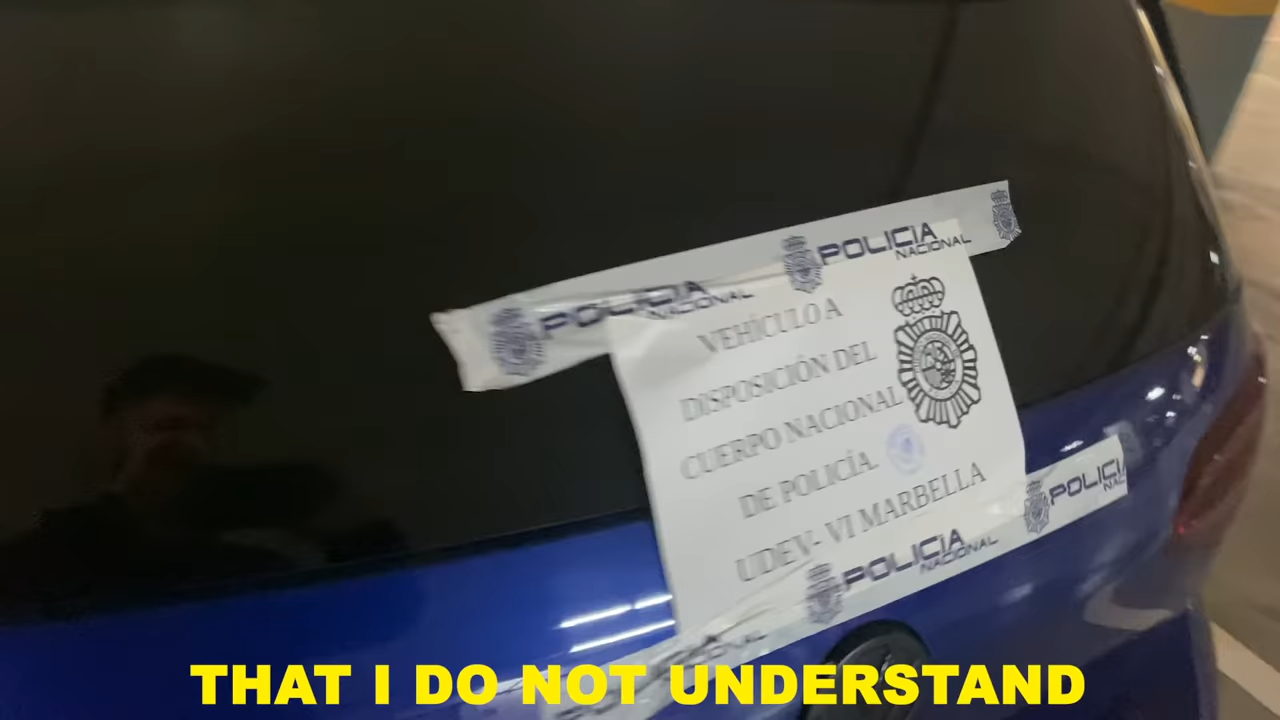 POLICIA NACIONAL
POLICIA NACIONAL
VEHÍCULO A
DISPOSICIÓN DEL
CUERPO NACIONAL
DE POLICÍA
UDEV- VI MARBELLA
POLICIA NACIONAL
POLICIA NACIONAL
THAT I DO NOT UNDERSTAND